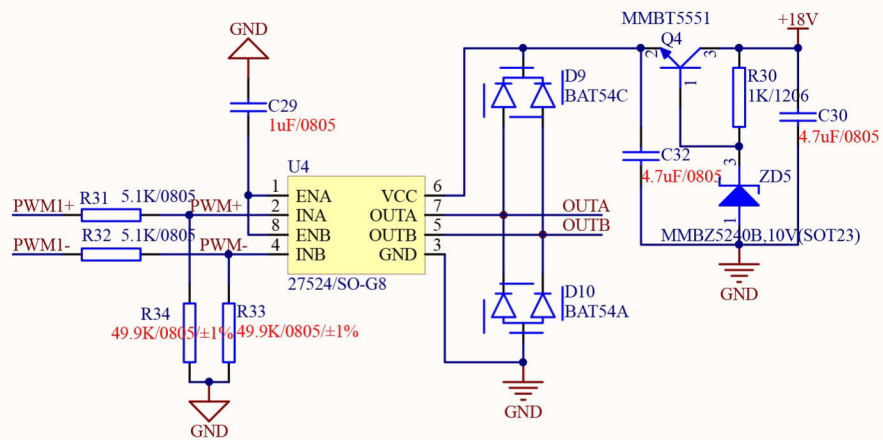 MMBT5551
+18V
Q4
GND
2
3
1
D9
BAT54C
R30
1K/1206
C29
1uF/0805
C30
4.7uF/0805
C32
4.7uF/0805
3
ZD5
1
U4
PWM1+
R31
5.1K/0805
PWM+
1
ENA
VCC
6
2
INA
OUTA
7
OUTA
R32
5.1K/0805
8
ENB
OUTB
5
OUTB
PWM1-
PWM-
4
INB
GND
3
MMBZ5240B,10V(SOT23)
27524/SO-G8
GND
D10
BAT54A
R34
49.9K/0805/±1%
R33
49.9K/0805/±1%
GND
GND